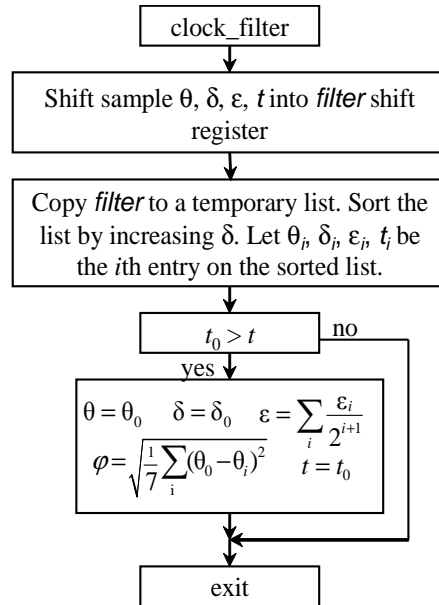 clock_filter
Shift sample θ, δ, ε, t into filter shift
register
Copy filter to a temporary list. Sort the
list by increasing δ. Let θᵢ, δᵢ, εᵢ, tᵢ be
the ith entry on the sorted list.
t₀ > t
no
yes
θ = θ₀ δ = δ₀ ε = ∑ᵢ εᵢ / 2ⁱ⁺¹
φ = √(1/7 ∑ᵢ (θ₀ − θᵢ)²) t = t₀
exit